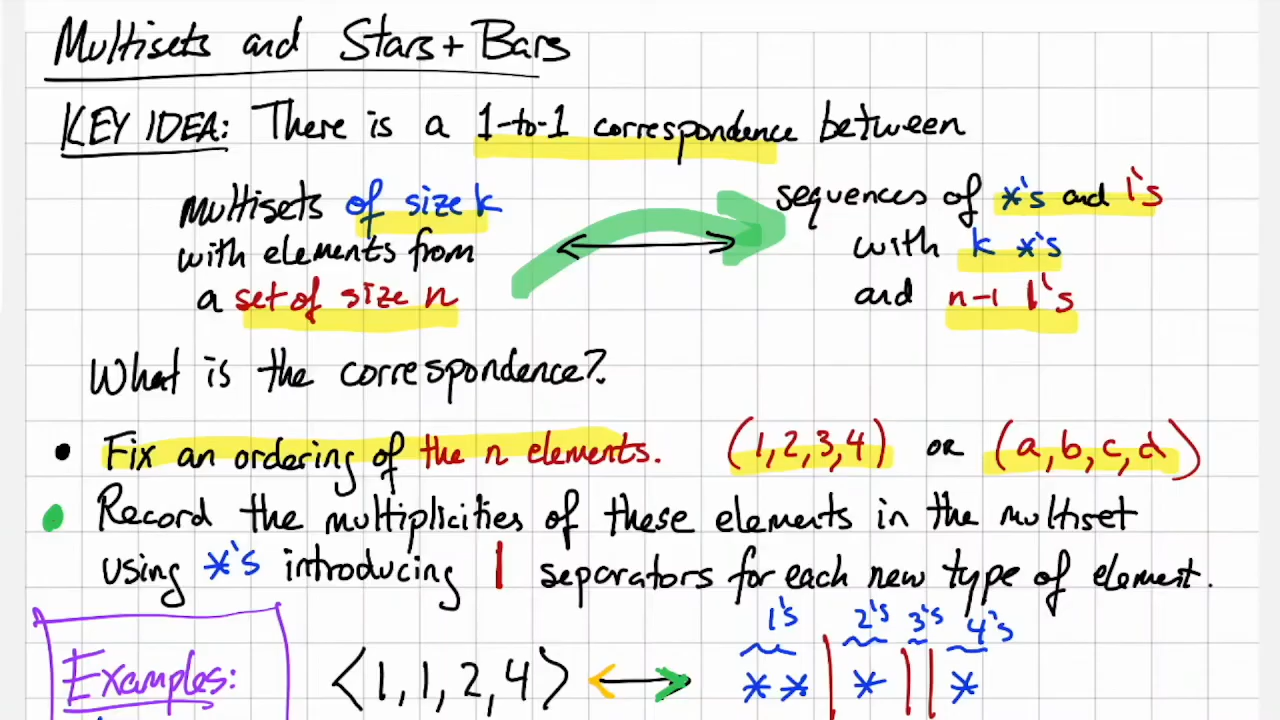 Multisets and Stars+Bars
KEY IDEA: There is a 1-to-1 correspondence between
multisets of size k
with elements from
a set of size n
sequences of *'s and |'s
with k *'s
and n-1 |'s
What is the correspondence?
• Fix an ordering of the n elements. (1,2,3,4) or (a,b,c,d)
• Record the multiplicities of these elements in the multiset
using *'s introducing | separators for each new type of element.
1's 2's 3's 4's
Examples: <1,1,2,4> ↔ **|*||*